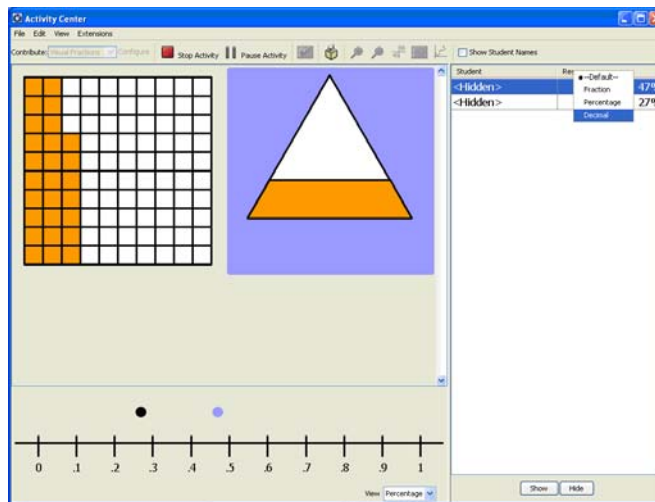 Activity Center
File Edit View Extensions
Contribute: Visual Fractions Configure Stop Activity Pause Activity Show Student Names
Student
--Default--
Fraction
Percentage
Decimal
<Hidden> 47%
<Hidden> 27%
0 .1 .2 .3 .4 .5 .6 .7 .8 .9 1
View Percentage
Show Hide